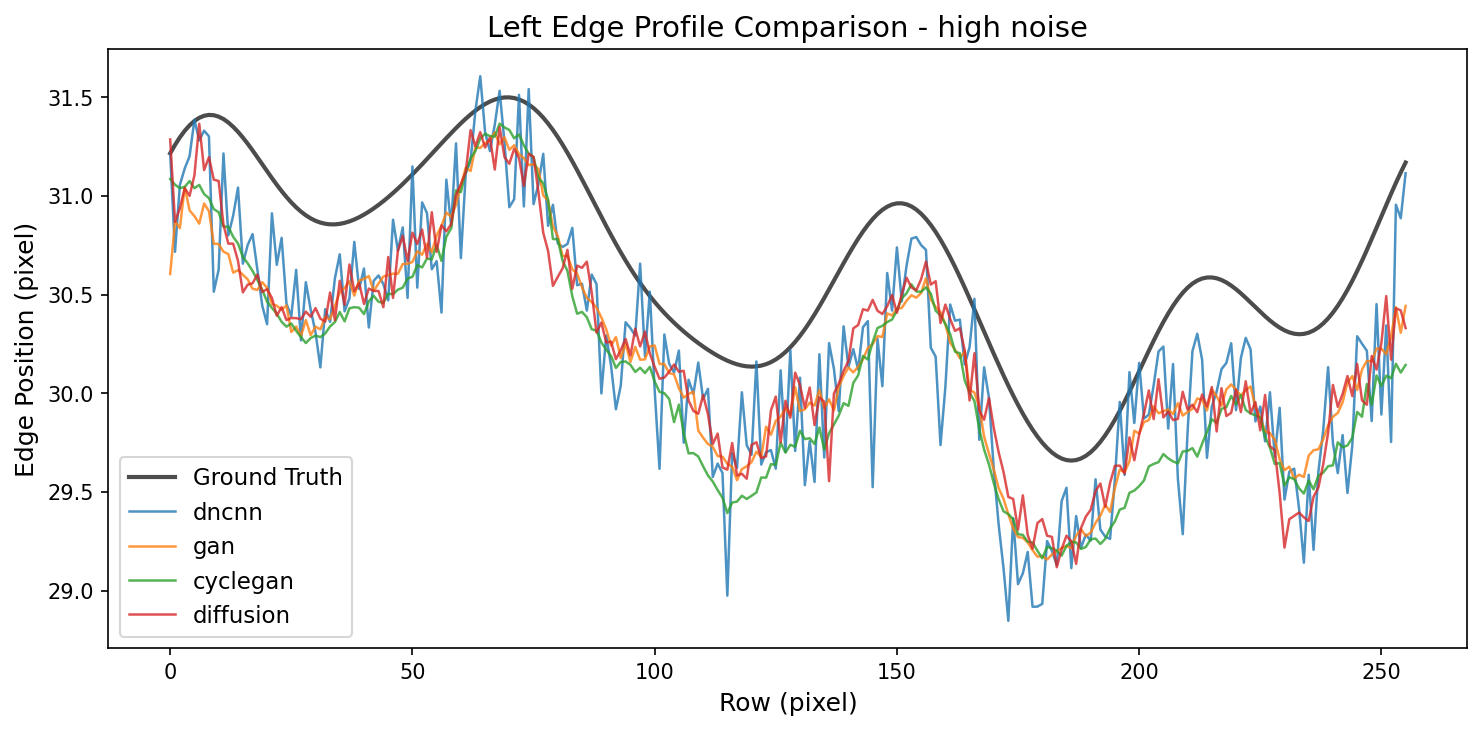 Left Edge Profile Comparison - high noise
Edge Position (pixel)
31.5
31.0
30.5
30.0
29.5
29.0
Ground Truth
dncnn
gan
cyclegan
diffusion
0 50 100 150 200 250
Row (pixel)